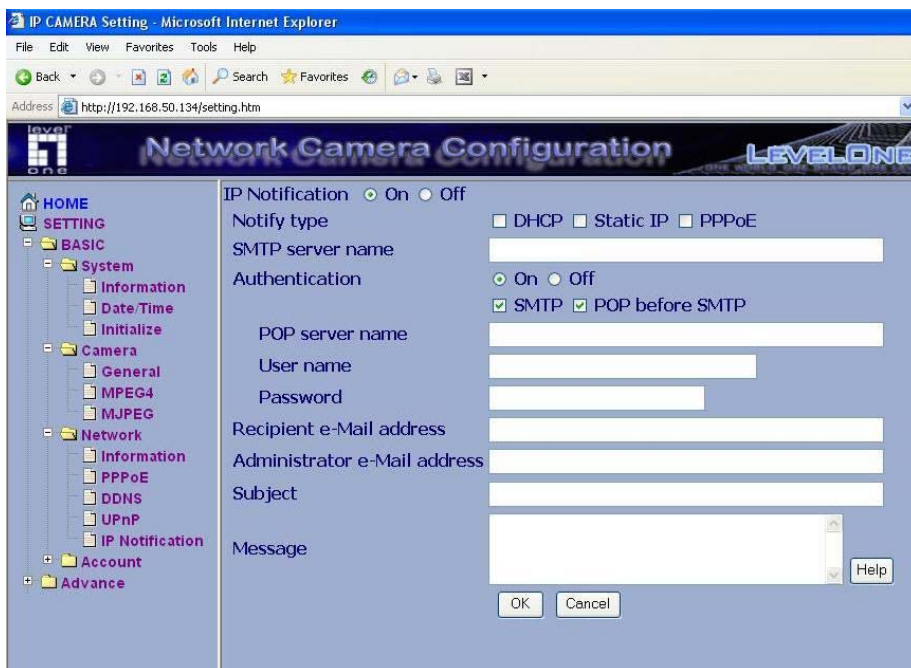 IP CAMERA Setting - Microsoft Internet Explorer
File Edit View Favorites Tools Help
Back Search Favorites
Address http://192.168.50.134/setting.htm
level one Network Camera Configuration LEVELONE
HOME
SETTING
BASIC
System
Information
Date/Time
Initialize
Camera
General
MPEG4
MJPEG
Network
Information
PPPoE
DDNS
UPnP
IP Notification
Account
Advance
IP Notification On Off
Notify type DHCP Static IP PPPoE
SMTP server name
Authentication On Off
SMTP POP before SMTP
POP server name
User name
Password
Recipient e-Mail address
Administrator e-Mail address
Subject
Message
Help
OK Cancel